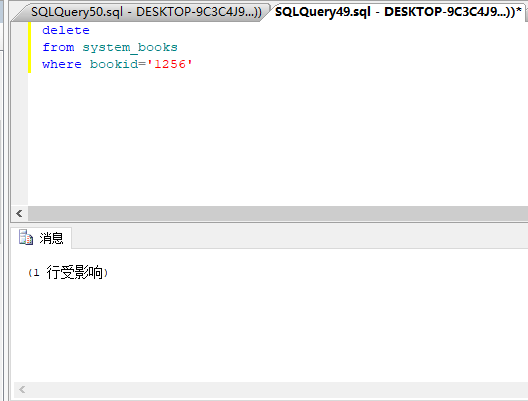 SQLQuery50.sql - DESKTOP-9C3C4J9...))
SQLQuery49.sql - DESKTOP-9C3C4J9...))*
delete
from system_books
where bookid='1256'
消息
(1 行受影响)